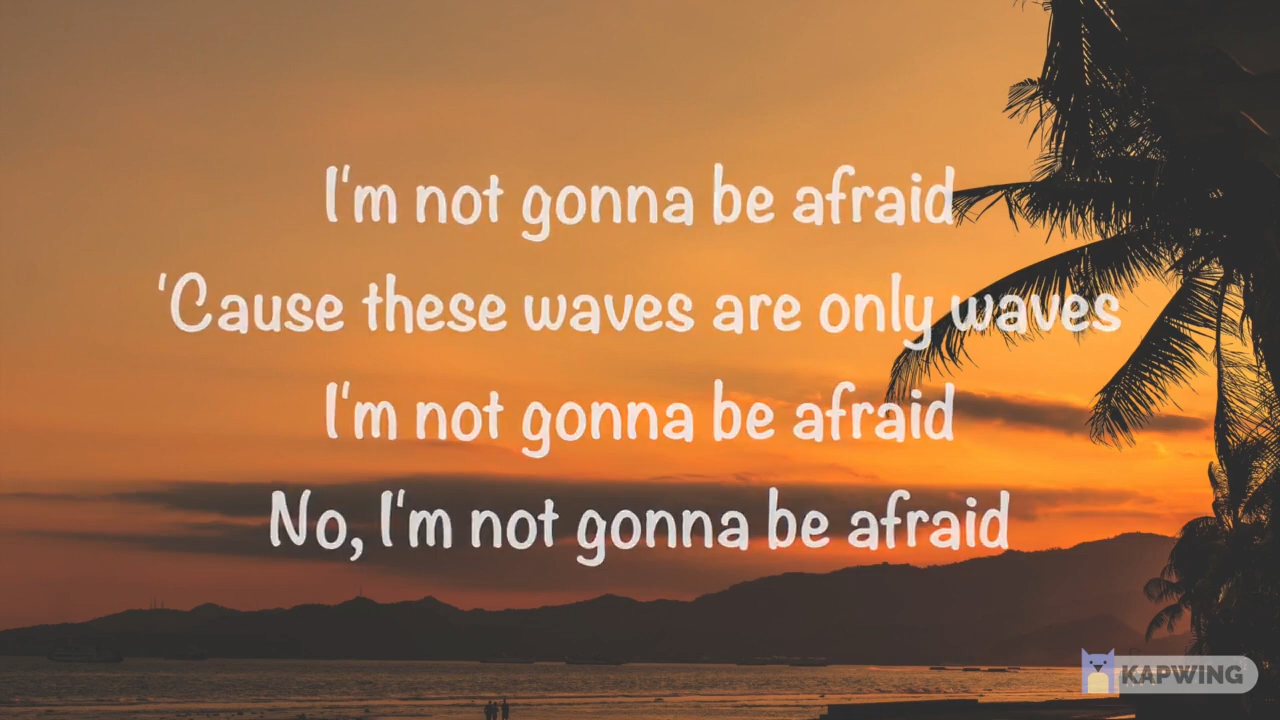 I'm not gonna be afraid
'Cause these waves are only waves
I'm not gonna be afraid
No, I'm not gonna be afraid
KAPWING